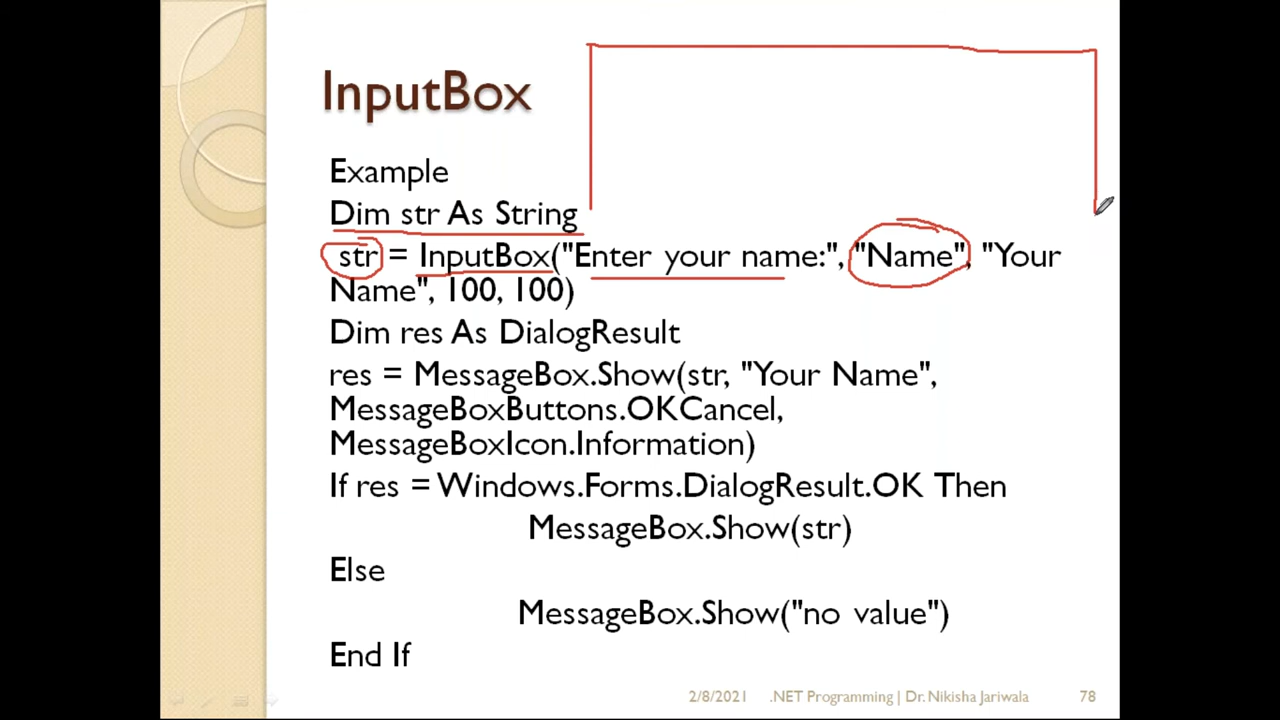 InputBox
Example
Dim str As String
str = InputBox("Enter your name:", "Name", "Your
Name", 100, 100)
Dim res As DialogResult
res = MessageBox.Show(str, "Your Name",
MessageBoxButtons.OKCancel,
MessageBoxIcon.Information)
If res = Windows.Forms.DialogResult.OK Then
MessageBox.Show(str)
Else
MessageBox.Show("no value")
End If
2/8/2021 .NET Programming | Dr. Nikisha Jariwala 78